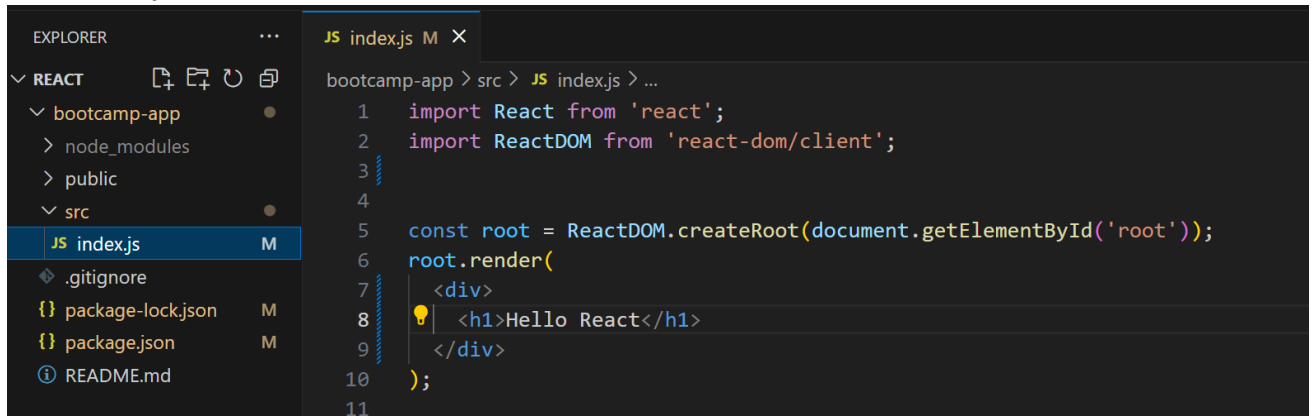 EXPLORER
REACT
bootcamp-app
node_modules
public
src
JS index.js M
.gitignore
{} package-lock.json M
{} package.json M
README.md
JS index.js M
bootcamp-app > src > JS index.js > ...
1 import React from 'react';
2 import ReactDOM from 'react-dom/client';
3
4
5 const root = ReactDOM.createRoot(document.getElementById('root'));
6 root.render(
7 <div>
8 <h1>Hello React</h1>
9 </div>
10 );
11